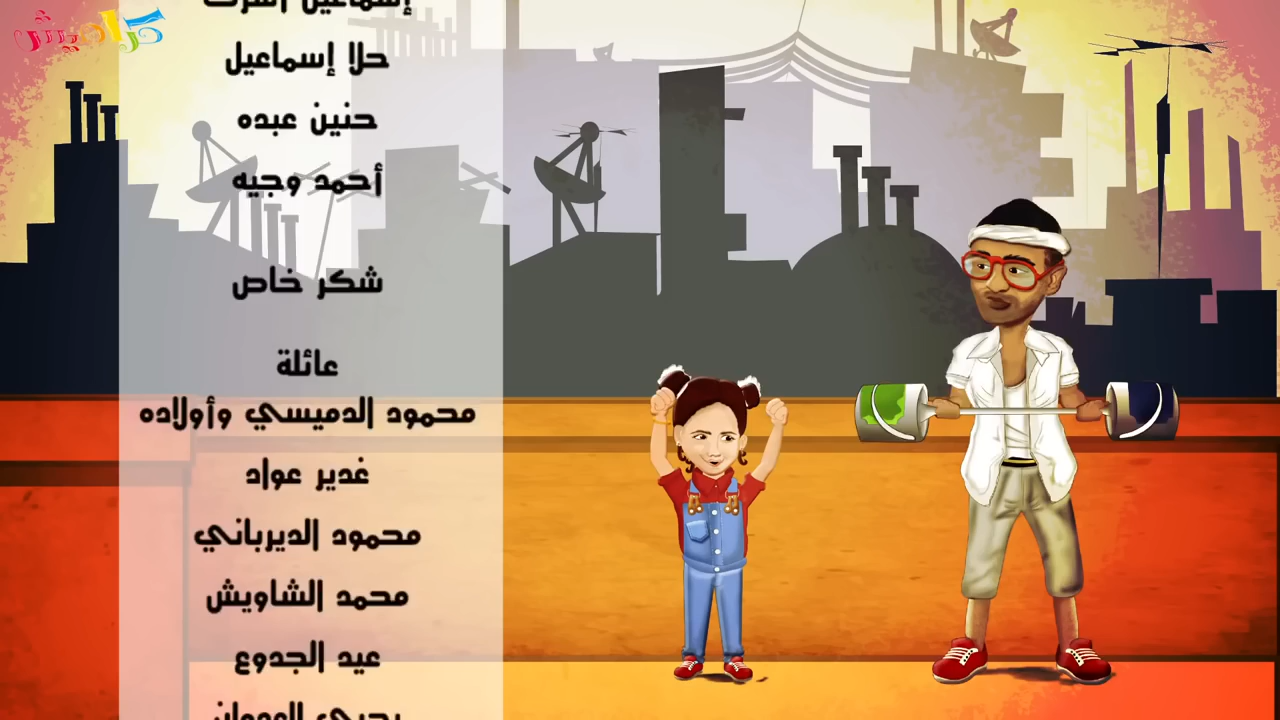 كراميش
حلا إسماعيل
حنين عبده
أحمد وجيه
شكر خاص
عائلة
محمود الدميسي وأولاده
غدير عواد
محمود الديرباني
محمد الشاويش
عيد الجدوع